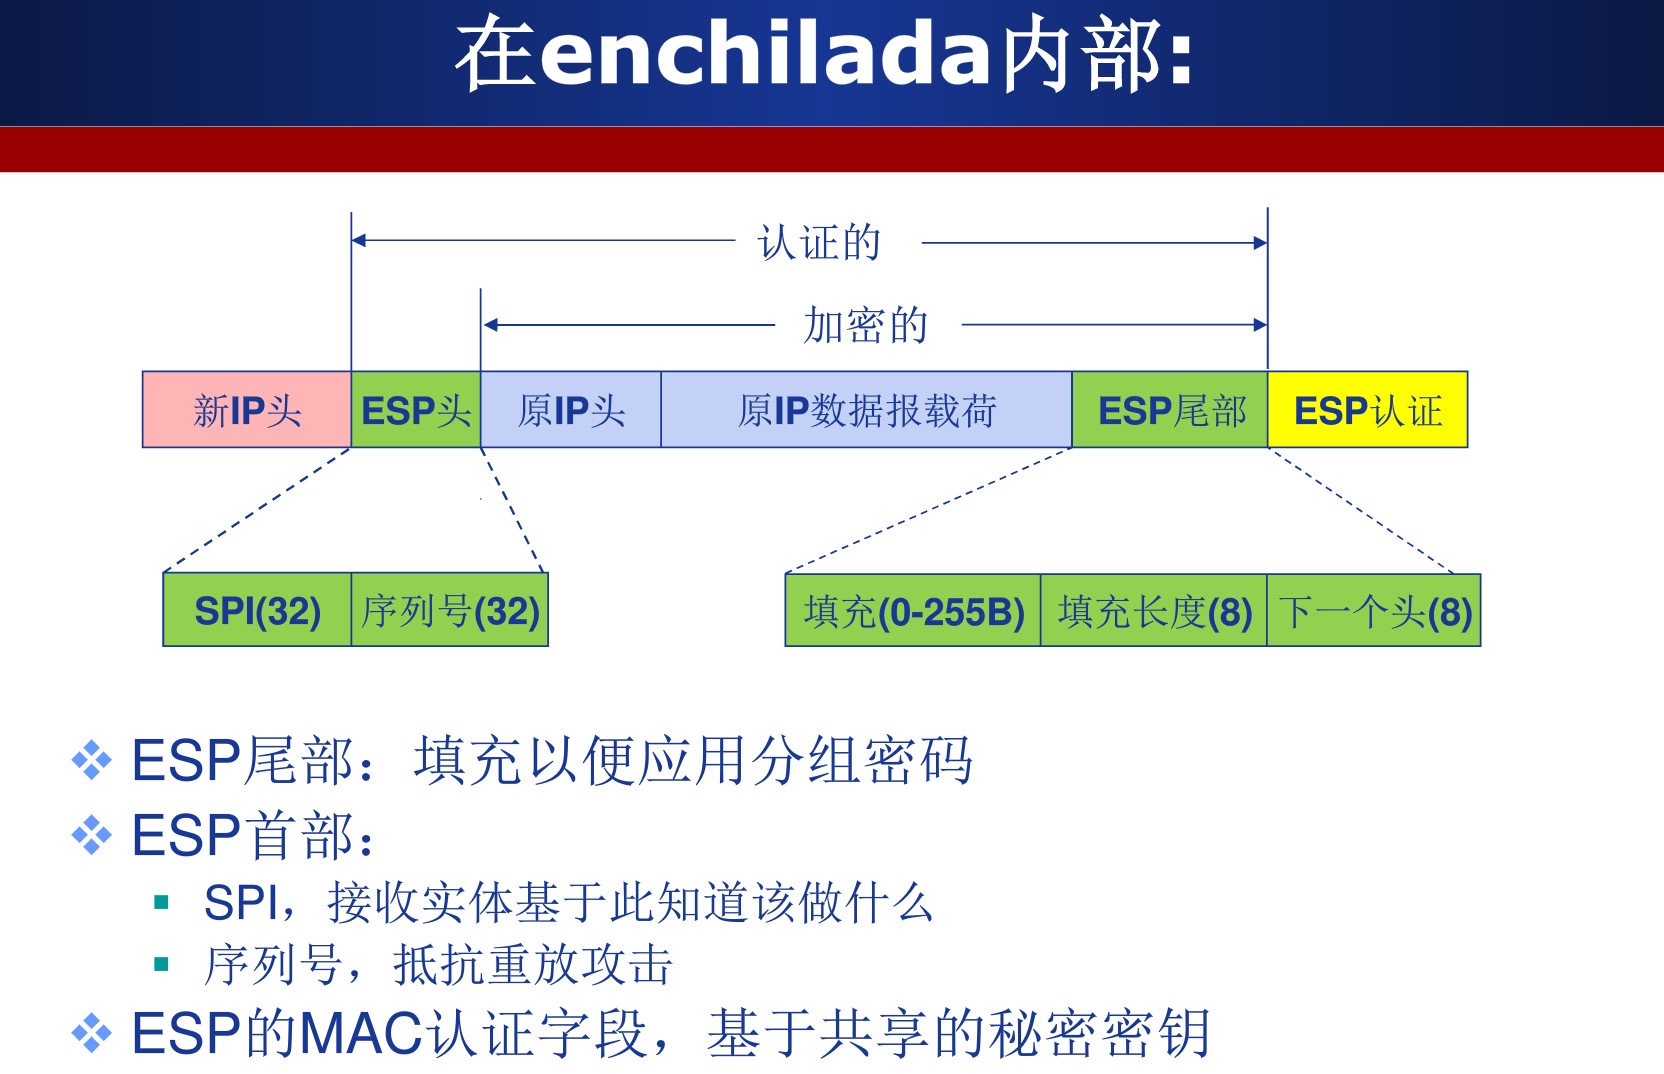 在enchilada内部:
认证的
加密的
新IP头 ESP头 原IP头 原IP数据报载荷 ESP尾部 ESP认证
SPI(32) 序列号(32) 填充(0-255B) 填充长度(8) 下一个头(8)
ESP尾部：填充以便应用分组密码
ESP首部：
SPI，接收实体基于此知道该做什么
序列号，抵抗重放攻击
ESP的MAC认证字段，基于共享的秘密密钥